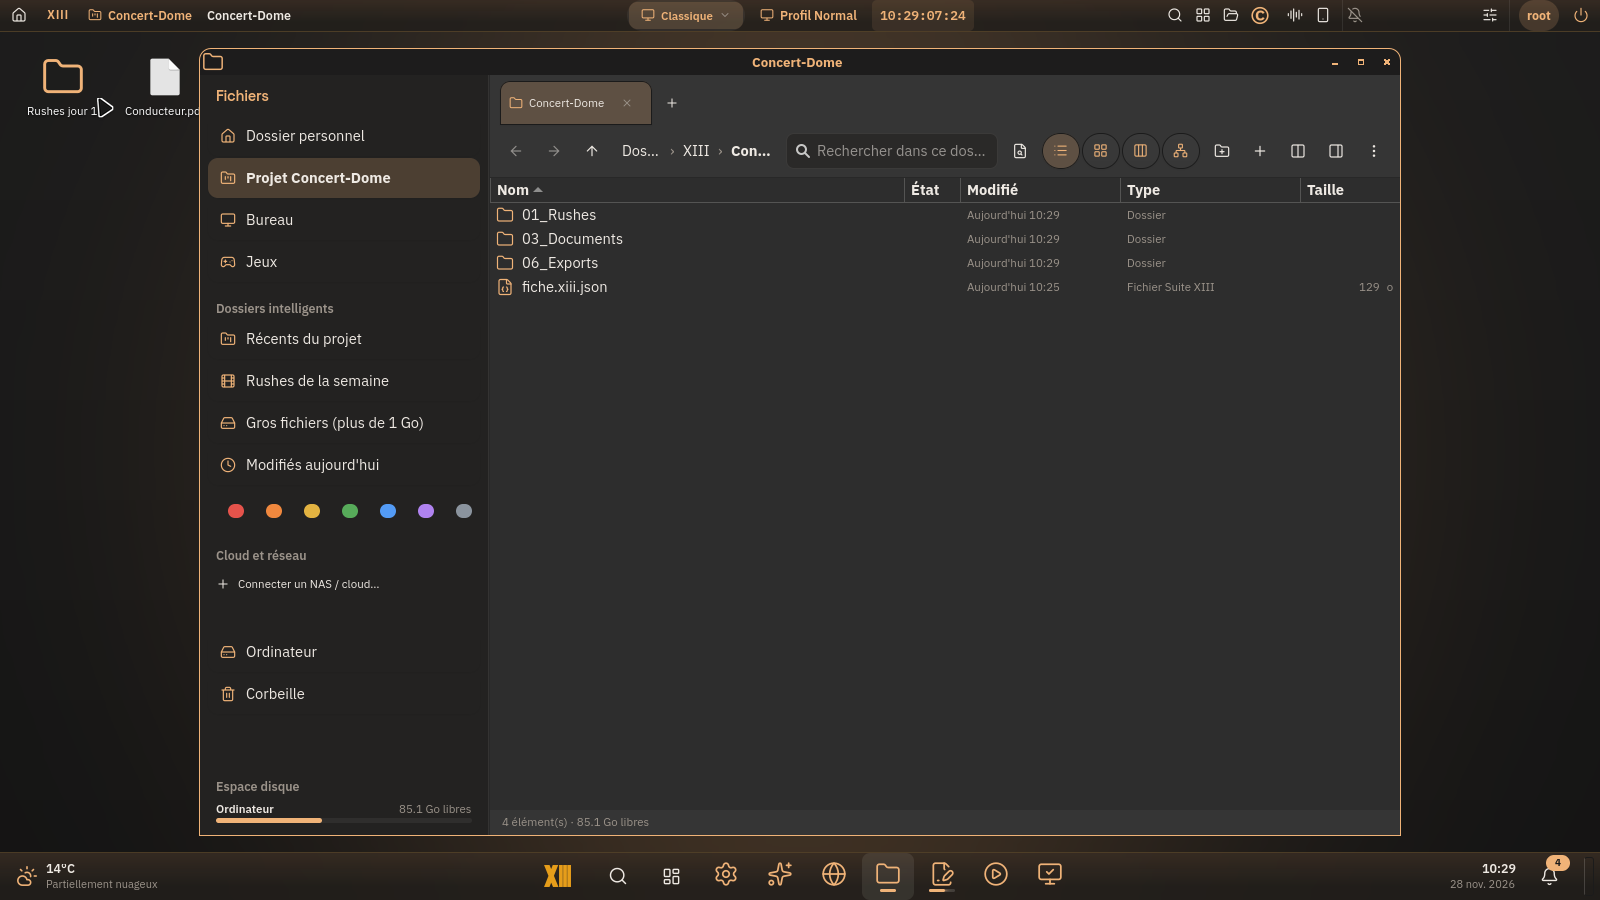 XIII Concert-Dome Concert-Dome Classique Profil Normal 10:29:07:24 root
Rushes jour 1
Conducteur.pd
Concert-Dome
Fichiers
Dossier personnel
Projet Concert-Dome
Bureau
Jeux
Dossiers intelligents
Récents du projet
Rushes de la semaine
Gros fichiers (plus de 1 Go)
Modifiés aujourd'hui
Cloud et réseau
Connecter un NAS / cloud...
Ordinateur
Corbeille
Espace disque
Ordinateur 85.1 Go libres
Concert-Dome
Dos... › XIII › Con... Rechercher dans ce dos...
Nom État Modifié Type Taille
01_Rushes Aujourd'hui 10:29 Dossier
03_Documents Aujourd'hui 10:29 Dossier
06_Exports Aujourd'hui 10:29 Dossier
fiche.xiii.json Aujourd'hui 10:25 Fichier Suite XIII 129 o
4 élément(s) · 85.1 Go libres
14°C
Partiellement nuageux
XIII
10:29
28 nov. 2026
4